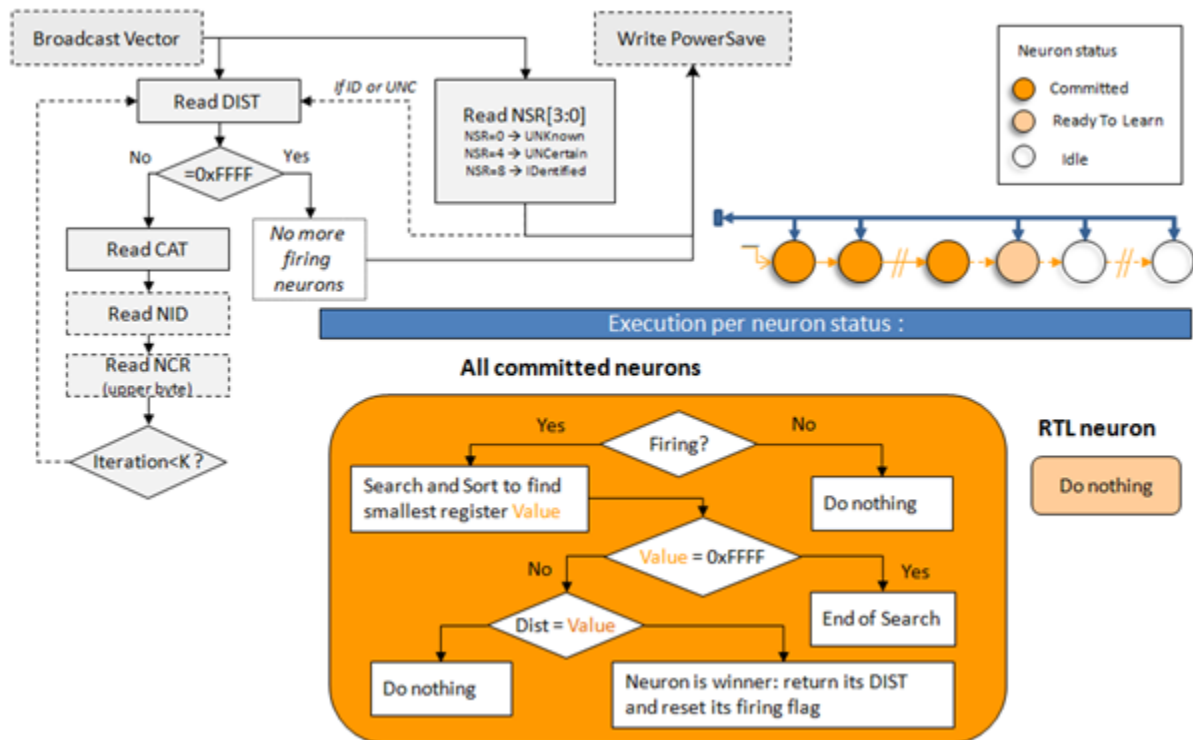 Broadcast Vector
Write PowerSave
Neuron status
Committed
Ready To Learn
Idle
Read DIST
If ID or UNC
Read NSR[3:0]
NSR=0 → UNKnown
NSR=4 → UNCertain
NSR=8 → IDentified
No
Yes
=0xFFFF
Read CAT
No more
firing
neurons
Read NID
Read NCR
(upper byte)
Iteration<K ?
Execution per neuron status :
All committed neurons
Yes
Firing?
No
RTL neuron
Do nothing
Search and Sort to find
smallest register Value
Do nothing
Value = 0xFFFF
No
Yes
Dist = Value
End of Search
Do nothing
Neuron is winner: return its DIST
and reset its firing flag